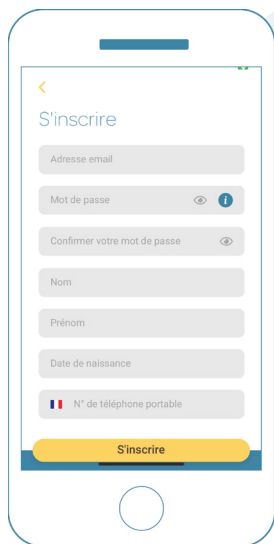 S'inscrire
Adresse email
Mot de passe
Confirmer votre mot de passe
Nom
Prénom
Date de naissance
N° de téléphone portable
S'inscrire